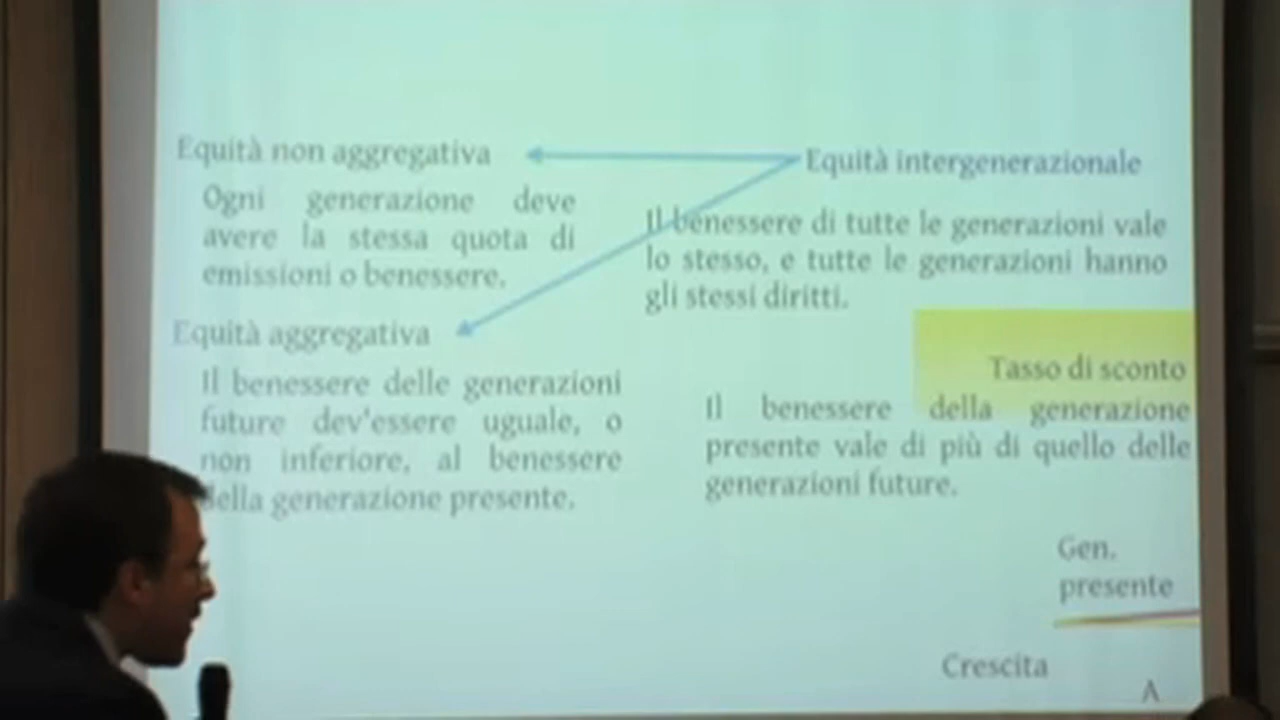 Equità non aggregativa
Ogni generazione deve
avere la stessa quota di
emissioni o benessere.
Equità aggregativa
Il benessere delle generazioni
future dev'essere uguale, o
non inferiore, al benessere
della generazione presente.
Equità intergenerazionale
Il benessere di tutte le generazioni vale
lo stesso, e tutte le generazioni hanno
gli stessi diritti.
Tasso di sconto
Il benessere della generazione
presente vale di più di quello delle
generazioni future.
Gen.
presente
Crescita